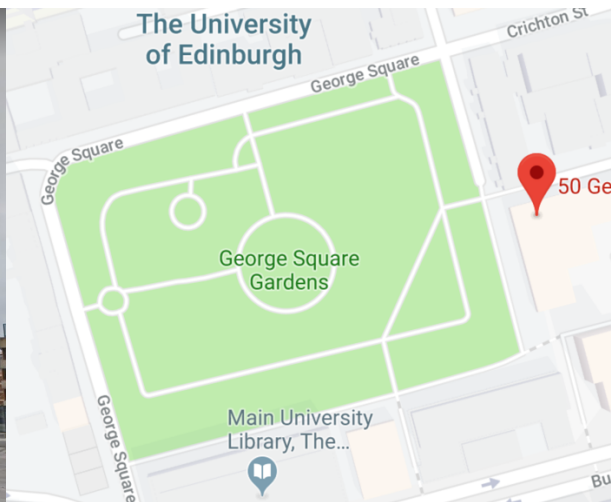 The University
of Edinburgh
Crichton St
George Square
George Square
50 Ge
George Square
Gardens
George Square
Main University
Library, The...
Bu